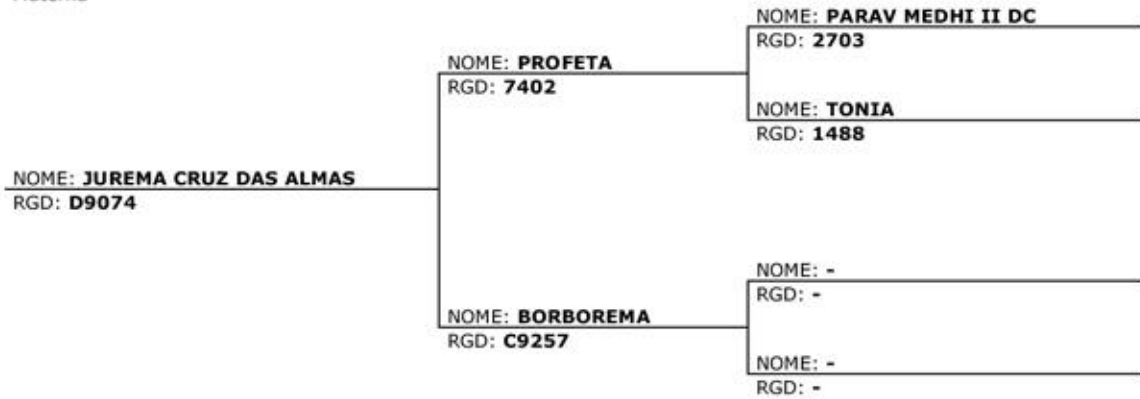 NOME: PARAV MEDHI II DC
RGD: 2703
NOME: PROFETA
RGD: 7402
NOME: TONIA
RGD: 1488
NOME: JUREMA CRUZ DAS ALMAS
RGD: D9074
NOME: -
RGD: -
NOME: BORBOREMA
RGD: C9257
NOME: -
RGD: -